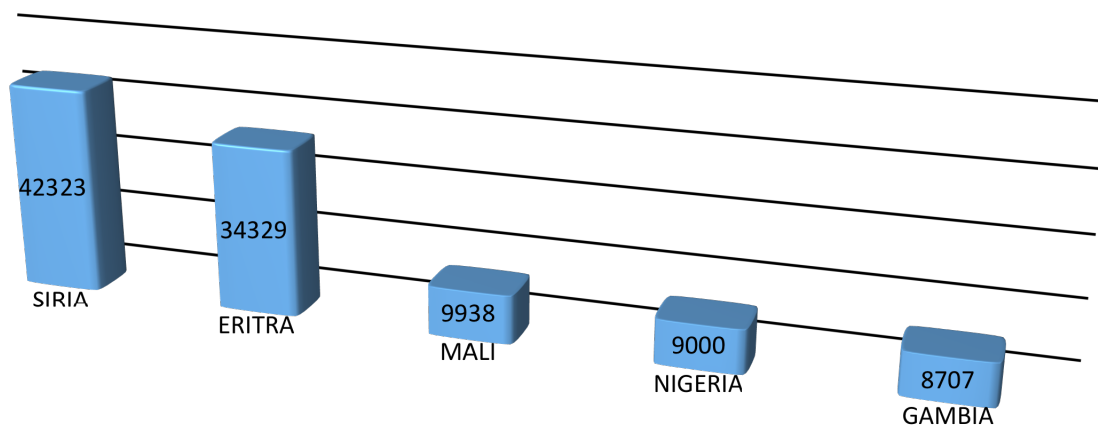 42323
SIRIA
34329
ERITRA
9938
MALI
9000
NIGERIA
8707
GAMBIA